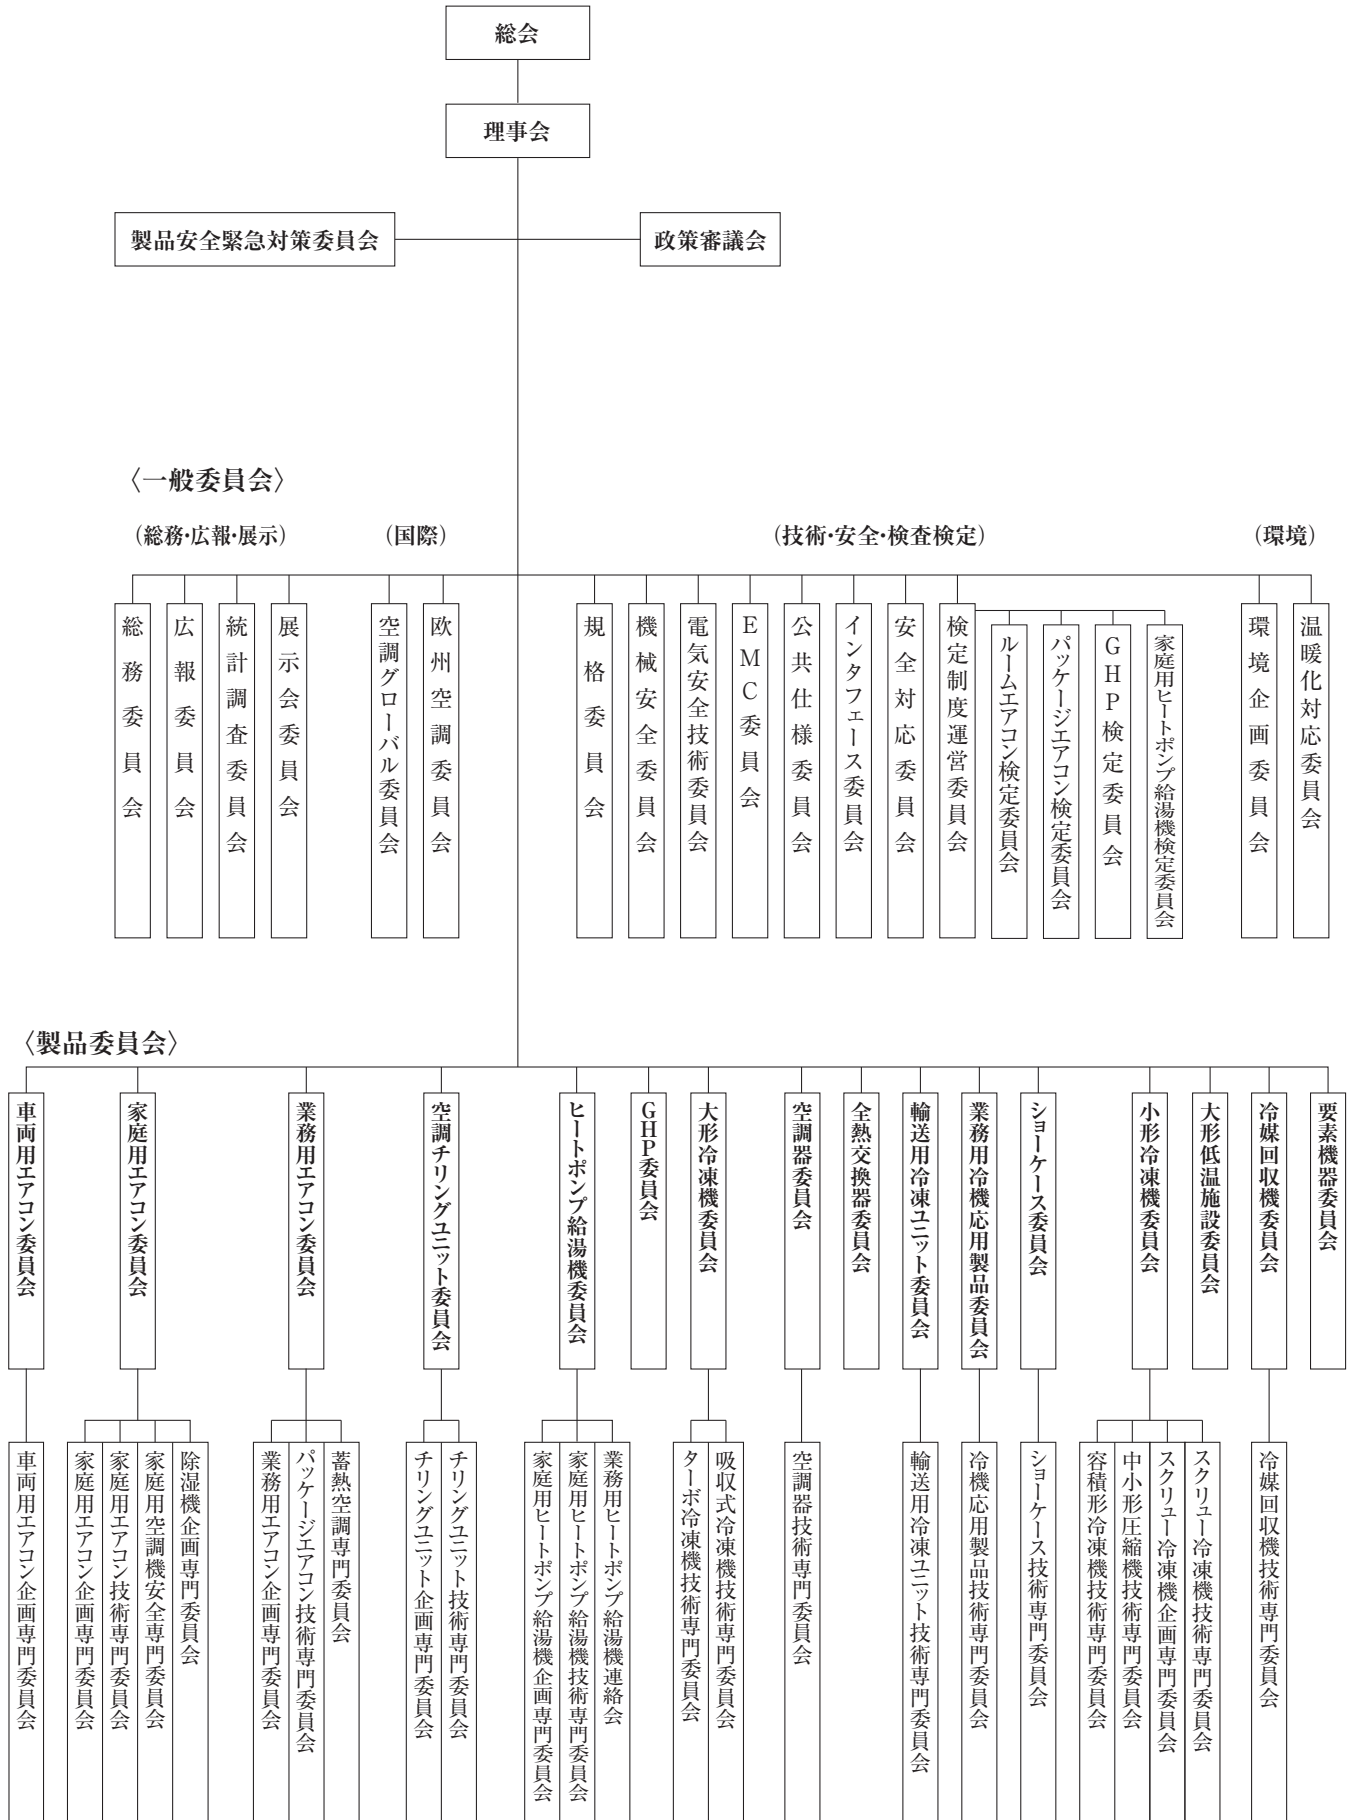 総会
理事会
製品安全緊急対策委員会
政策審議会
〈一般委員会〉
（総務・広報・展示）
（国際）
（技術・安全・検査検定）
（環境）
総務委員会
広報委員会
統計調査委員会
展示会委員会
空調グローバル委員会
欧州空調委員会
規格委員会
機械安全委員会
電気安全技術委員会
EMC委員会
公共仕様委員会
インタフェース委員会
安全対応委員会
検定制度運営委員会
ルームエアコン検定委員会
パッケージエアコン検定委員会
GHP検定委員会
家庭用ヒートポンプ給湯機検定委員会
環境企画委員会
温暖化対応委員会
〈製品委員会〉
車両用エアコン委員会
家庭用エアコン委員会
業務用エアコン委員会
空調チリングユニット委員会
ヒートポンプ給湯機委員会
GHP委員会
大形冷凍機委員会
空調器委員会
全熱交換器委員会
輸送用冷凍ユニット委員会
業務用冷機応用製品委員会
ショーケース委員会
小形冷凍機委員会
大形低温施設委員会
冷媒回収機委員会
要素機器委員会
車両用エアコン企画専門委員会
家庭用エアコン企画専門委員会
家庭用エアコン技術専門委員会
家庭用空調機安全専門委員会
除湿機企画専門委員会
業務用エアコン企画専門委員会
パッケージエアコン技術専門委員会
蓄熱空調専門委員会
チリングユニット企画専門委員会
チリングユニット技術専門委員会
家庭用ヒートポンプ給湯機企画専門委員会
家庭用ヒートポンプ給湯機技術専門委員会
業務用ヒートポンプ給湯機連絡会
ターボ冷凍機技術専門委員会
吸収式冷凍機技術専門委員会
空調器技術専門委員会
輸送用冷凍ユニット技術専門委員会
冷機応用製品技術専門委員会
ショーケース技術専門委員会
容積形冷凍機技術専門委員会
中小形圧縮機技術専門委員会
スクリュー冷凍機企画専門委員会
スクリュー冷凍機技術専門委員会
冷媒回収機技術専門委員会